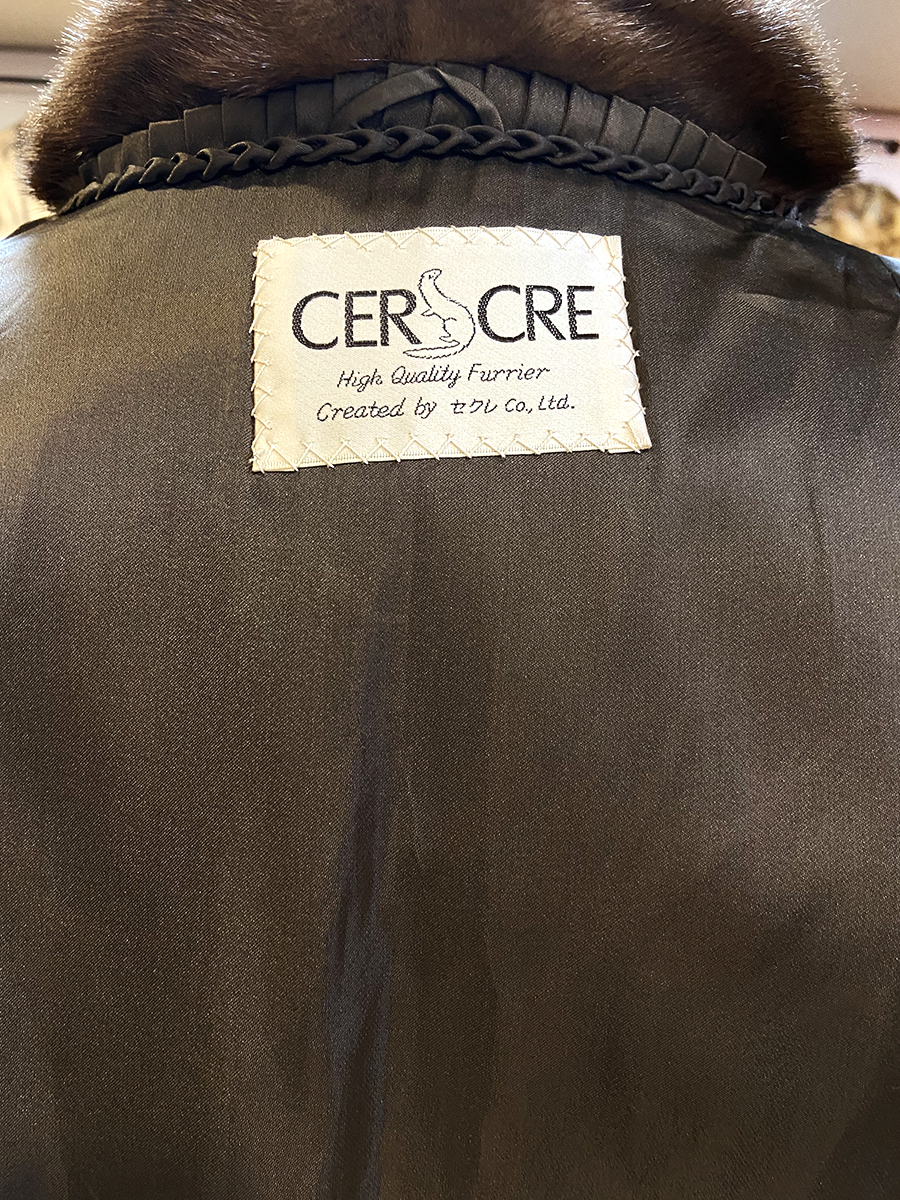 CER CRE
High Quality Furrier
Created by セクレ Co., Ltd.